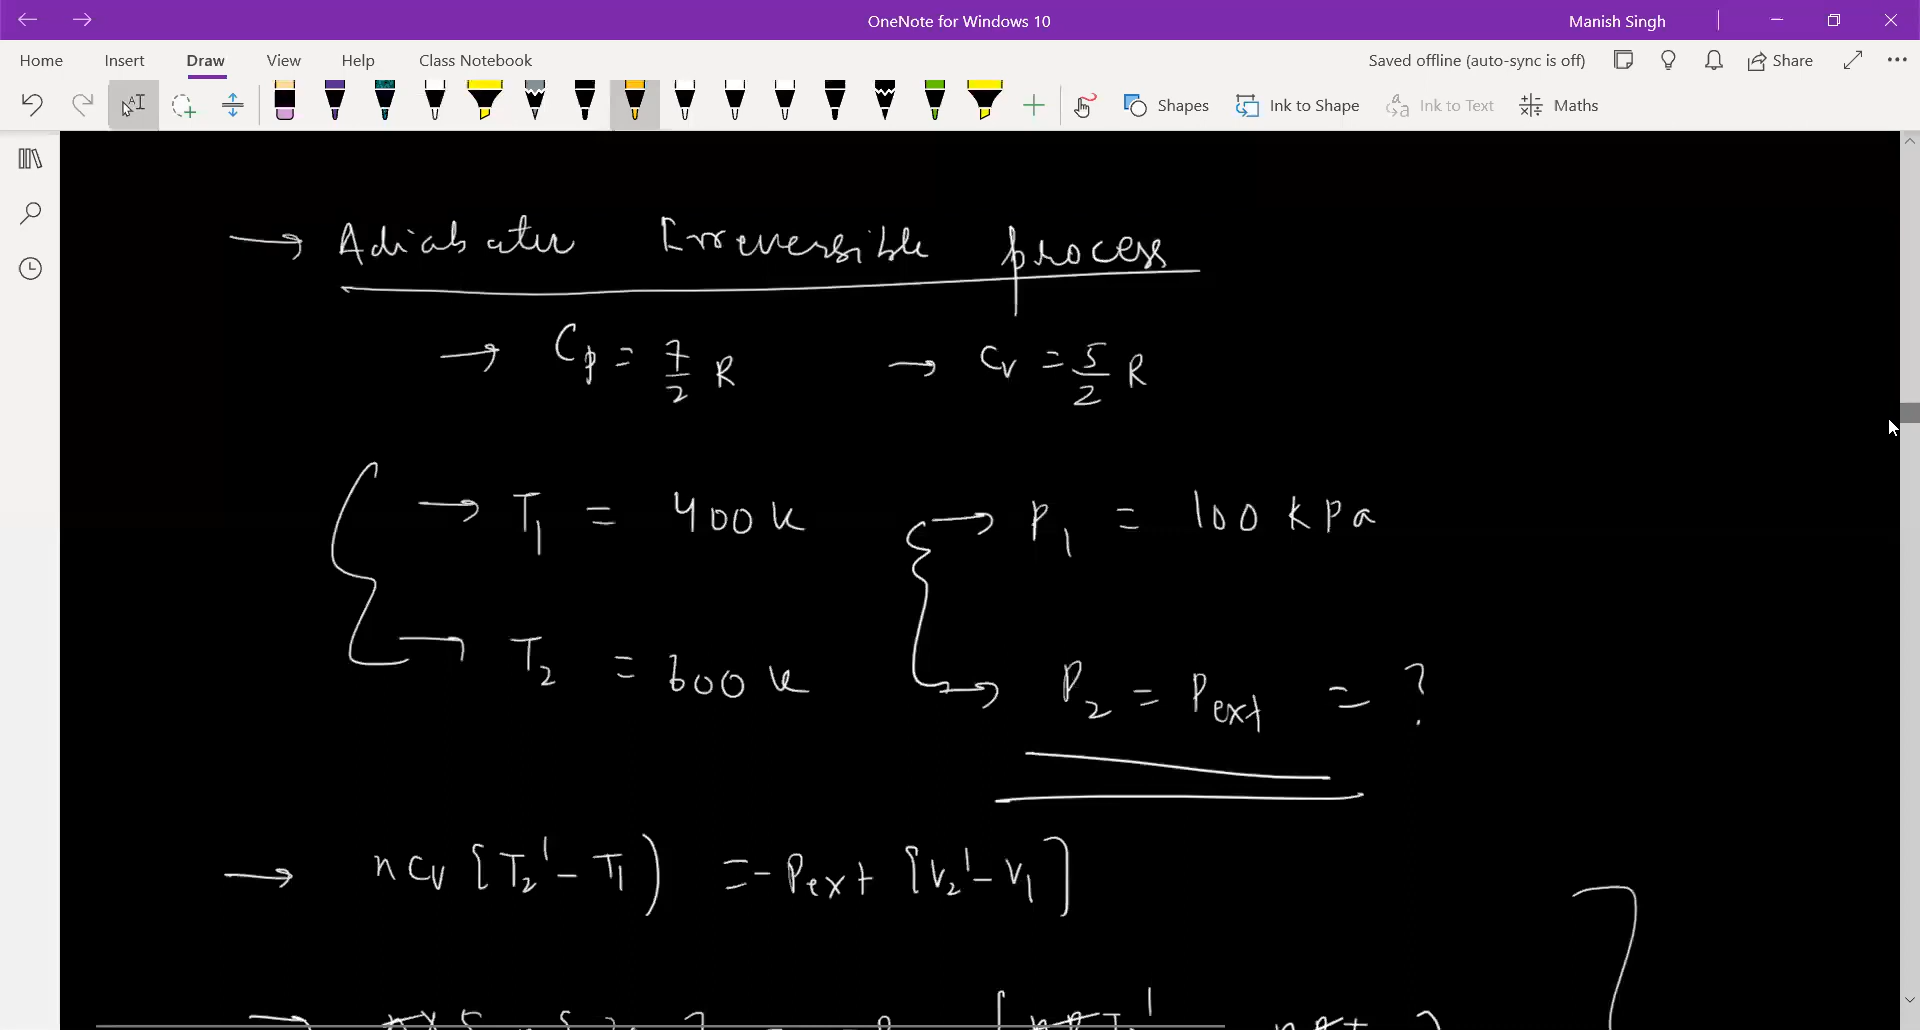 OneNote for Windows 10
Manish Singh
Home Insert Draw View Help Class Notebook
Saved offline (auto-sync is off) Share
Shapes Ink to Shape Ink to Text Maths
→ Adiabatic Irreversible process
→ Cp = 7/2 R → Cv = 5/2 R
→ T1 = 400 K → P1 = 100 kPa
→ T2 = 600 K → P2 = Pext = ?
→ n Cv [T2' - T1) = - Pext [V2' - V1]